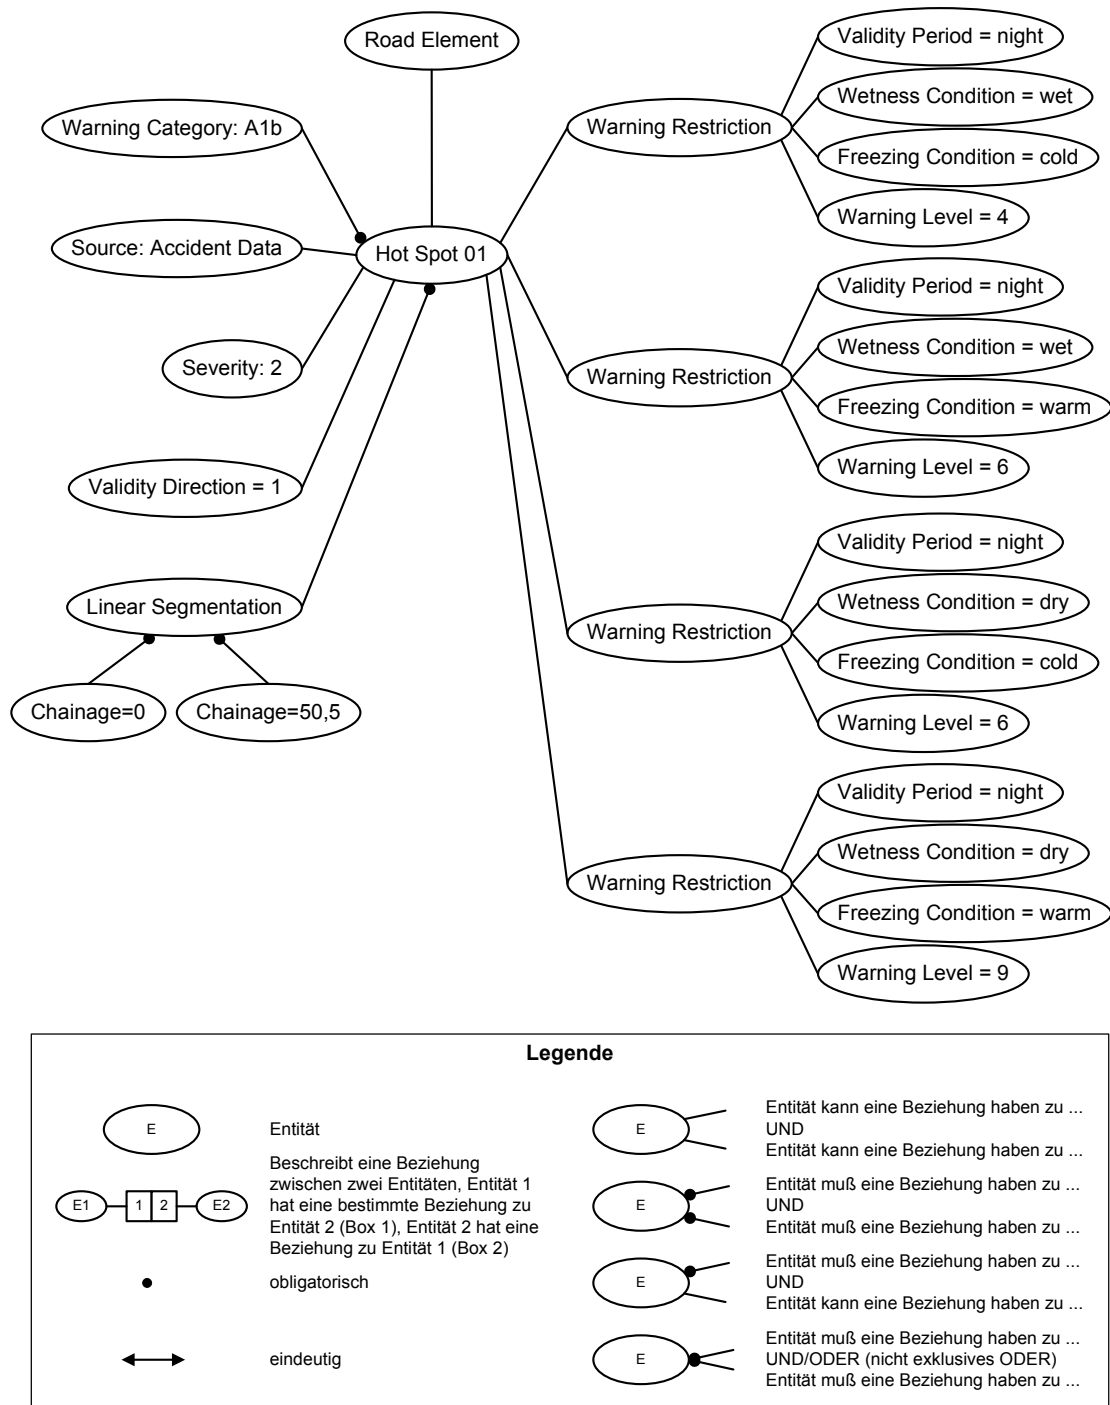 Road Element
Warning Category: A1b
Source: Accident Data
Hot Spot 01
Severity: 2
Validity Direction = 1
Linear Segmentation
Chainage=0
Chainage=50,5
Warning Restriction
Validity Period = night
Wetness Condition = wet
Freezing Condition = cold
Warning Level = 4
Warning Restriction
Validity Period = night
Wetness Condition = wet
Freezing Condition = warm
Warning Level = 6
Warning Restriction
Validity Period = night
Wetness Condition = dry
Freezing Condition = cold
Warning Level = 6
Warning Restriction
Validity Period = night
Wetness Condition = dry
Freezing Condition = warm
Warning Level = 9
Legende
E
Entität
E1
1
2
E2
Beschreibt eine Beziehung
zwischen zwei Entitäten, Entität 1
hat eine bestimmte Beziehung zu
Entität 2 (Box 1), Entität 2 hat eine
Beziehung zu Entität 1 (Box 2)
obligatorisch
eindeutig
E
Entität kann eine Beziehung haben zu ...
UND
Entität kann eine Beziehung haben zu ...
E
Entität muß eine Beziehung haben zu ...
UND
Entität muß eine Beziehung haben zu ...
E
Entität muß eine Beziehung haben zu ...
UND
Entität kann eine Beziehung haben zu ...
E
Entität muß eine Beziehung haben zu ...
UND/ODER (nicht exklusives ODER)
Entität muß eine Beziehung haben zu ...